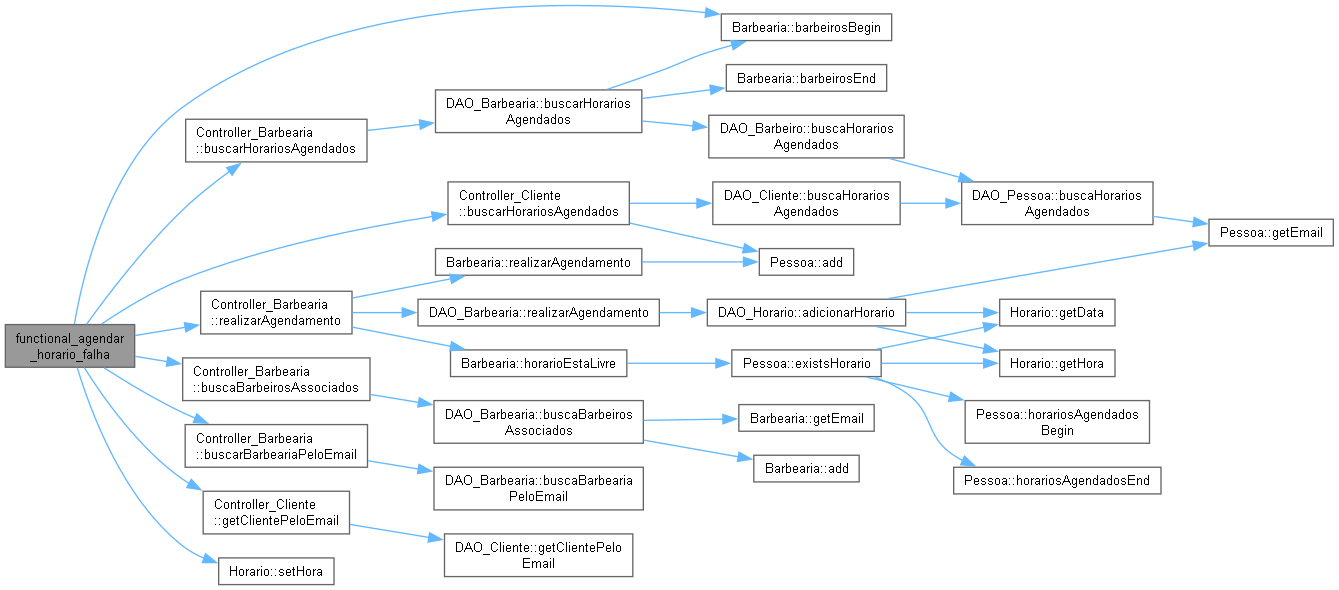 functional_agendar
_horario_falha
Barbearia::barbeirosBegin
Controller_Barbearia
::buscarHorariosAgendados
DAO_Barbearia::buscarHorarios
Agendados
Barbearia::barbeirosEnd
DAO_Barbeiro::buscaHorarios
Agendados
DAO_Pessoa::buscaHorarios
Agendados
Pessoa::getEmail
Controller_Cliente
::buscarHorariosAgendados
DAO_Cliente::buscaHorarios
Agendados
Pessoa::add
Controller_Barbearia
::realizarAgendamento
Barbearia::realizarAgendamento
DAO_Barbearia::realizarAgendamento
DAO_Horario::adicionarHorario
Horario::getData
Horario::getHora
Barbearia::horarioEstaLivre
Pessoa::existsHorario
Pessoa::horariosAgendados
Begin
Pessoa::horariosAgendadosEnd
Controller_Barbearia
::buscaBarbeirosAssociados
DAO_Barbearia::buscaBarbeiros
Associados
Barbearia::getEmail
Barbearia::add
Controller_Barbearia
::buscarBarbeariaPeloEmail
DAO_Barbearia::buscaBarbearia
PeloEmail
Controller_Cliente
::getClientePeloEmail
DAO_Cliente::getClientePelo
Email
Horario::setHora